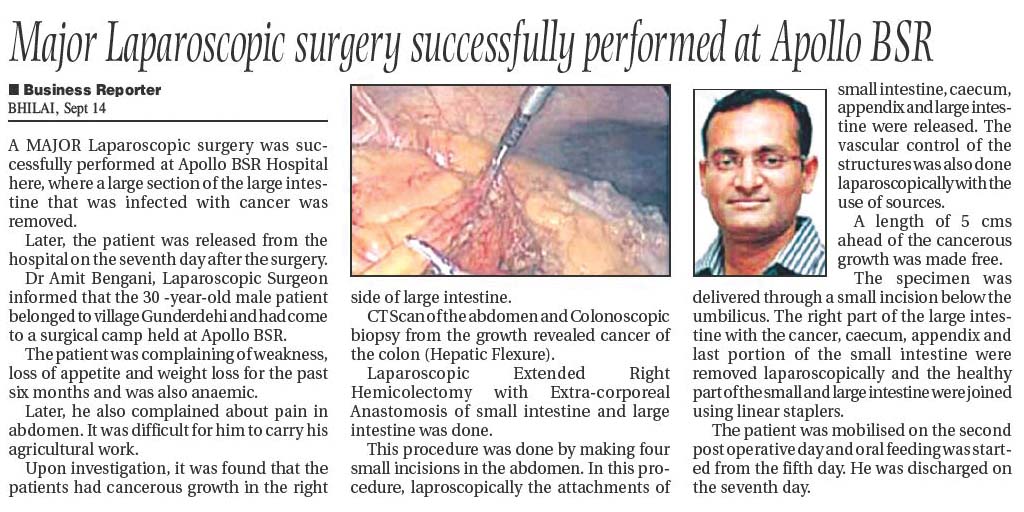 Major Laparoscopic surgery successfully performed at Apollo BSR
■ Business Reporter
BHILAI, Sept 14
A MAJOR Laparoscopic surgery was suc-
cessfully performed at Apollo BSR Hospital
here, where a large section of the large intes-
tine that was infected with cancer was
removed.
Later, the patient was released from the
hospital on the seventh day after the surgery.
Dr Amit Bengani, Laparoscopic Surgeon
informed that the 30 -year-old male patient
belonged to village Gunderdehi and had come
to a surgical camp held at Apollo BSR.
The patient was complaining of weakness,
loss of appetite and weight loss for the past
six months and was also anaemic.
Later, he also complained about pain in
abdomen. It was difficult for him to carry his
agricultural work.
Upon investigation, it was found that the
patients had cancerous growth in the right
side of large intestine.
CT Scan of the abdomen and Colonoscopic
biopsy from the growth revealed cancer of
the colon (Hepatic Flexure).
Laparoscopic Extended Right
Hemicolectomy with Extra-corporeal
Anastomosis of small intestine and large
intestine was done.
This procedure was done by making four
small incisions in the abdomen. In this pro-
cedure, laproscopically the attachments of
small intestine, caecum,
appendix and large intes-
tine were released. The
vascular control of the
structures was also done
laparoscopically with the
use of sources.
A length of 5 cms
ahead of the cancerous
growth was made free.
The specimen was
delivered through a small incision below the
umbilicus. The right part of the large intes-
tine with the cancer, caecum, appendix and
last portion of the small intestine were
removed laparoscopically and the healthy
part of the small and large intestine were joined
using linear staplers.
The patient was mobilised on the second
post operative day and oral feeding was start-
ed from the fifth day. He was discharged on
the seventh day.